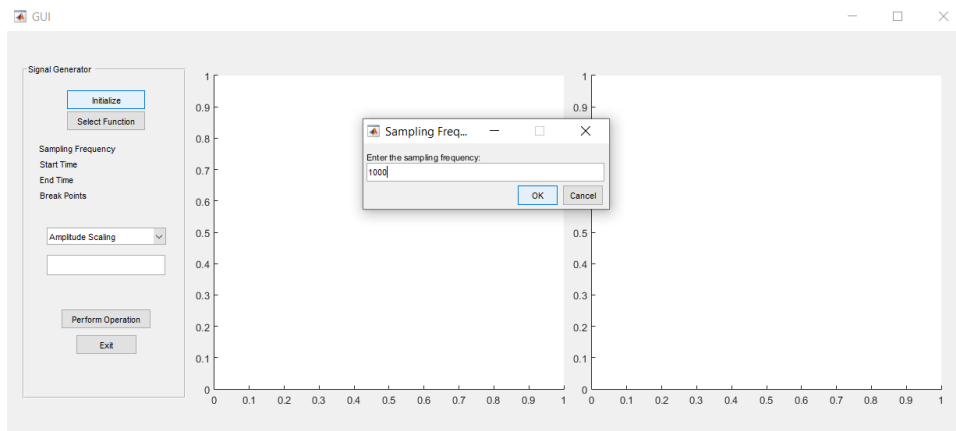 GUI
Signal Generator
Initialize
Select Function
Sampling Frequency
Start Time
End Time
Break Points
Amplitude Scaling
Perform Operation
Exit
1
0.9
0.8
0.7
0.6
0.5
0.4
0.3
0.2
0.1
0
0 0.1 0.2 0.3 0.4 0.5 0.6 0.7 0.8 0.9 1
Sampling Freq...
Enter the sampling frequency:
1000
OK Cancel
1
0.9
0.5
0.4
0.3
0.2
0.1
0
0 0.1 0.2 0.3 0.4 0.5 0.6 0.7 0.8 0.9 1